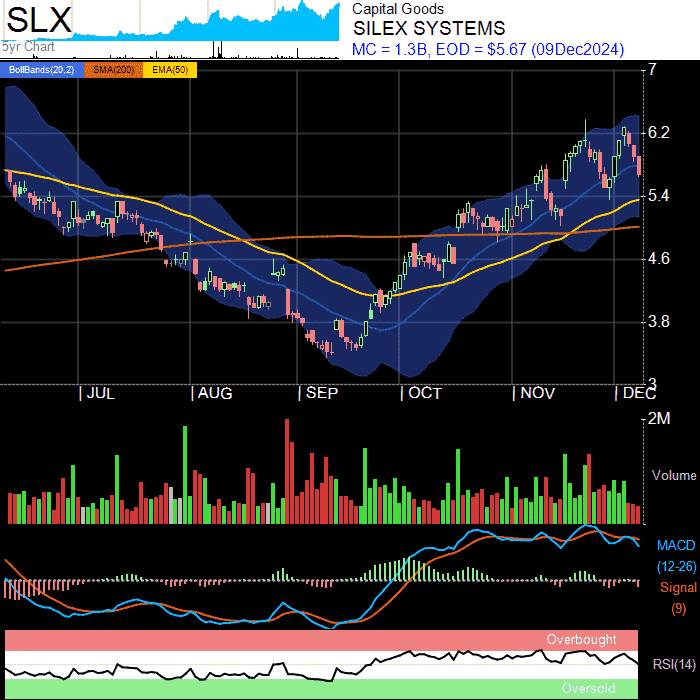 SLX
5yr Chart
Capital Goods
SILEX SYSTEMS
MC = 1.3B, EOD = $5.67 (09Dec2024)
BollBands(20,2) SMA(200) EMA(50)
7
6.2
5.4
4.6
3.8
3
JUL AUG SEP OCT NOV DEC
2M
Volume
MACD
(12-26)
Signal
(9)
Overbought
RSI(14)
Oversold